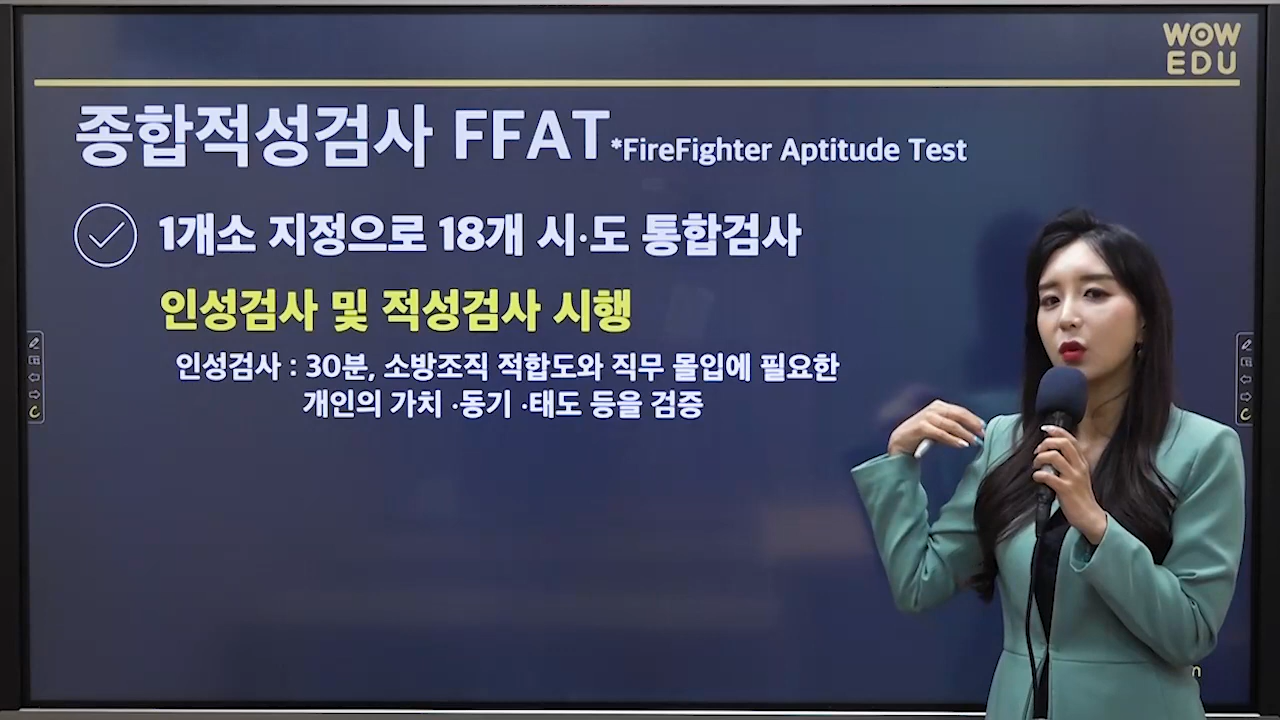 WOW
EDU
종합적성검사 FFAT *FireFighter Aptitude Test
1개소 지정으로 18개 시·도 통합검사
인성검사 및 적성검사 시행
인성검사 : 30분, 소방조직 적합도와 직무 몰입에 필요한
개인의 가치 ·동기 ·태도 등을 검증